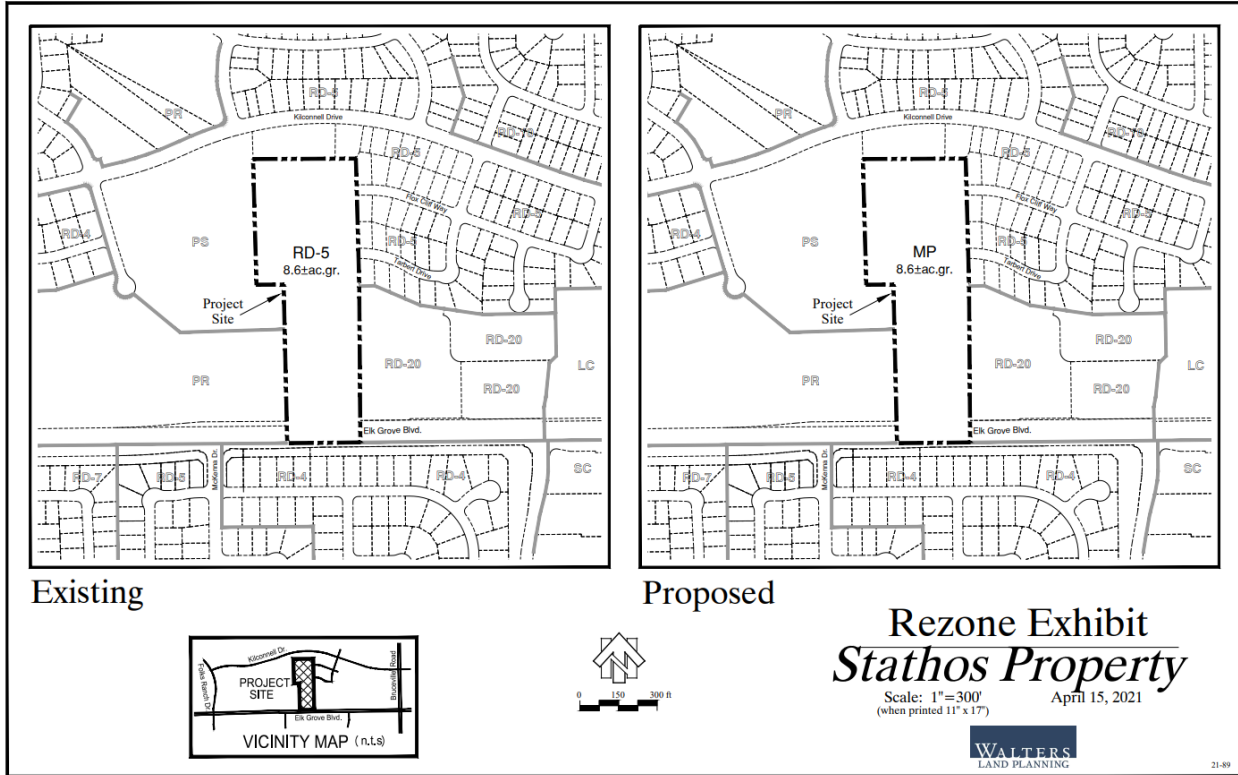 RD-5
Kilconnell Drive
PR
RD-10
RD-5
Fox Cliff Way
RD-5
RD-4
PS
RD-5
8.6±ac.gr.
RD-5
Tarbert Drive
Project
Site
RD-20
PR
RD-20
LC
RD-20
Elk Grove Blvd.
McKenna Dr.
RD-7
RD-5
RD-4
RD-4
SC
Existing
RD-5
Kilconnell Drive
PR
RD-10
RD-5
Fox Cliff Way
RD-5
RD-4
PS
MP
8.6±ac.gr.
RD-5
Tarbert Drive
Project
Site
RD-20
PR
RD-20
LC
RD-20
Elk Grove Blvd.
McKenna Dr.
RD-7
RD-5
RD-4
RD-4
SC
Proposed
Kilconnell Dr.
Folks Ranch Dr.
PROJECT
SITE
Bruceville Road
Elk Grove Blvd.
VICINITY MAP (n.t.s)
0 150 300 ft
Rezone Exhibit
Stathos Property
Scale: 1"=300' April 15, 2021
(when printed 11" x 17")
WALTERS
LAND PLANNING
21-89